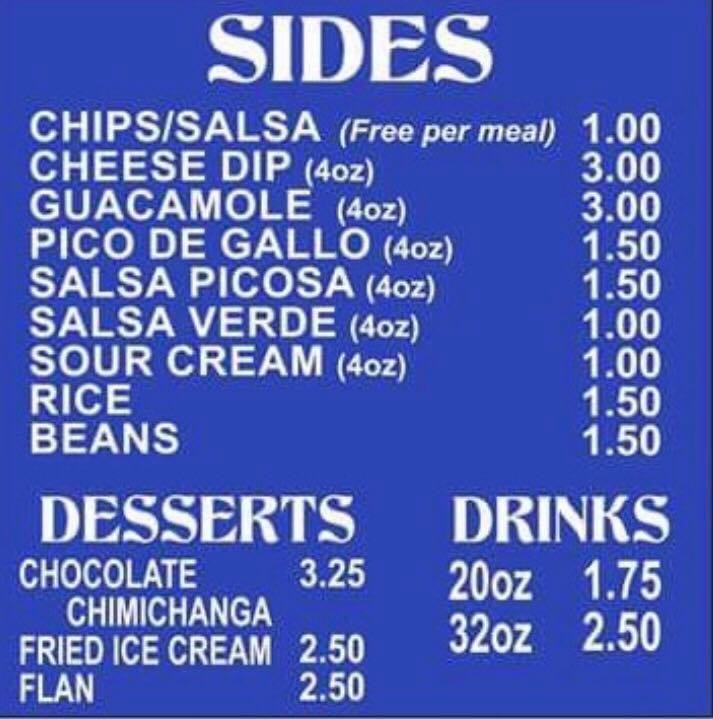 SIDES
CHIPS/SALSA (Free per meal) 1.00
CHEESE DIP (4oz) 3.00
GUACAMOLE (4oz) 3.00
PICO DE GALLO (4oz) 1.50
SALSA PICOSA (4oz) 1.50
SALSA VERDE (4oz) 1.00
SOUR CREAM (4oz) 1.00
RICE 1.50
BEANS 1.50
DESSERTS
CHOCOLATE 3.25
CHIMICHANGA
FRIED ICE CREAM 2.50
FLAN 2.50
DRINKS
20oz 1.75
32oz 2.50